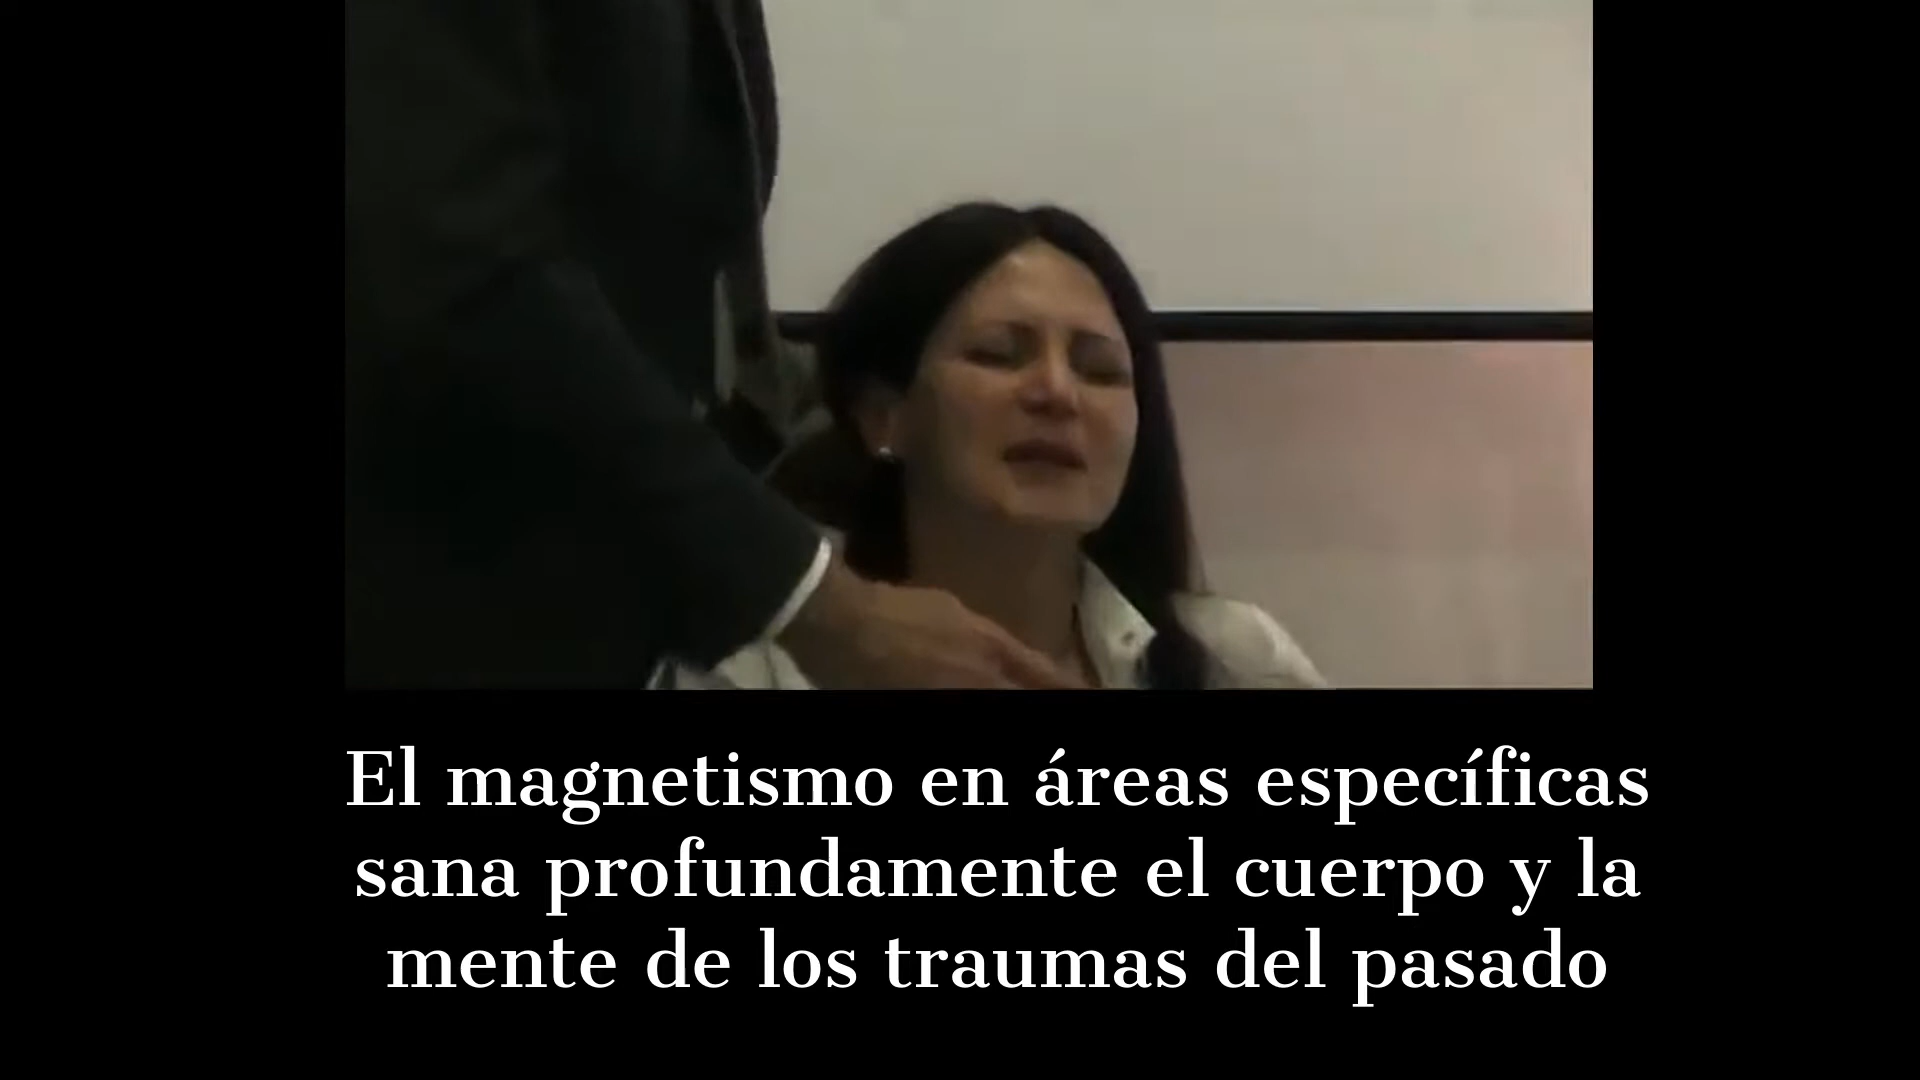 El magnetismo en áreas específicas
sana profundamente el cuerpo y la
mente de los traumas del pasado